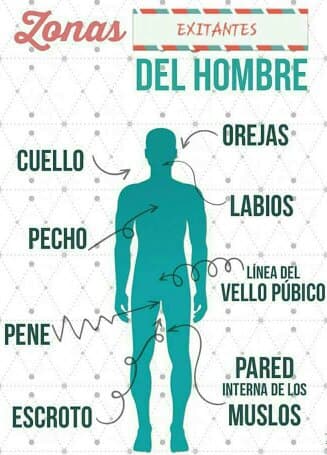 Zonas
EXITANTES
DEL HOMBRE
OREJAS
CUELLO
LABIOS
PECHO
LÍNEA DEL
VELLO PÚBICO
PENE
PARED
INTERNA DE LOS
MUSLOS
ESCROTO